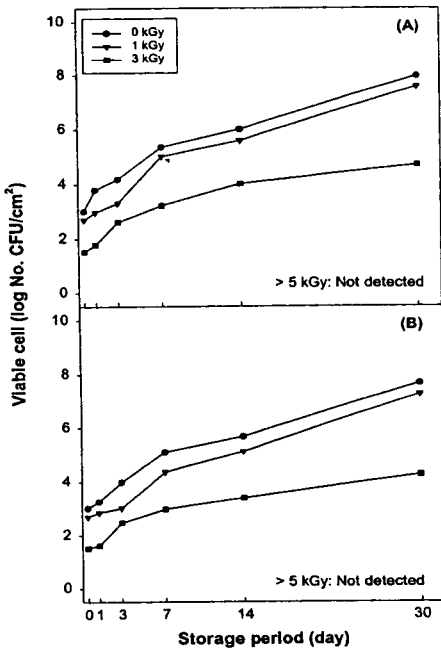 (A)
0 kGy
1 kGy
3 kGy
8
6
4
2
0
> 5 kGy: Not detected
Viable cell (log No. CFU/cm²)
(B)
8
6
4
2
0
> 5 kGy: Not detected
0 1 3 7 14 30
Storage period (day)